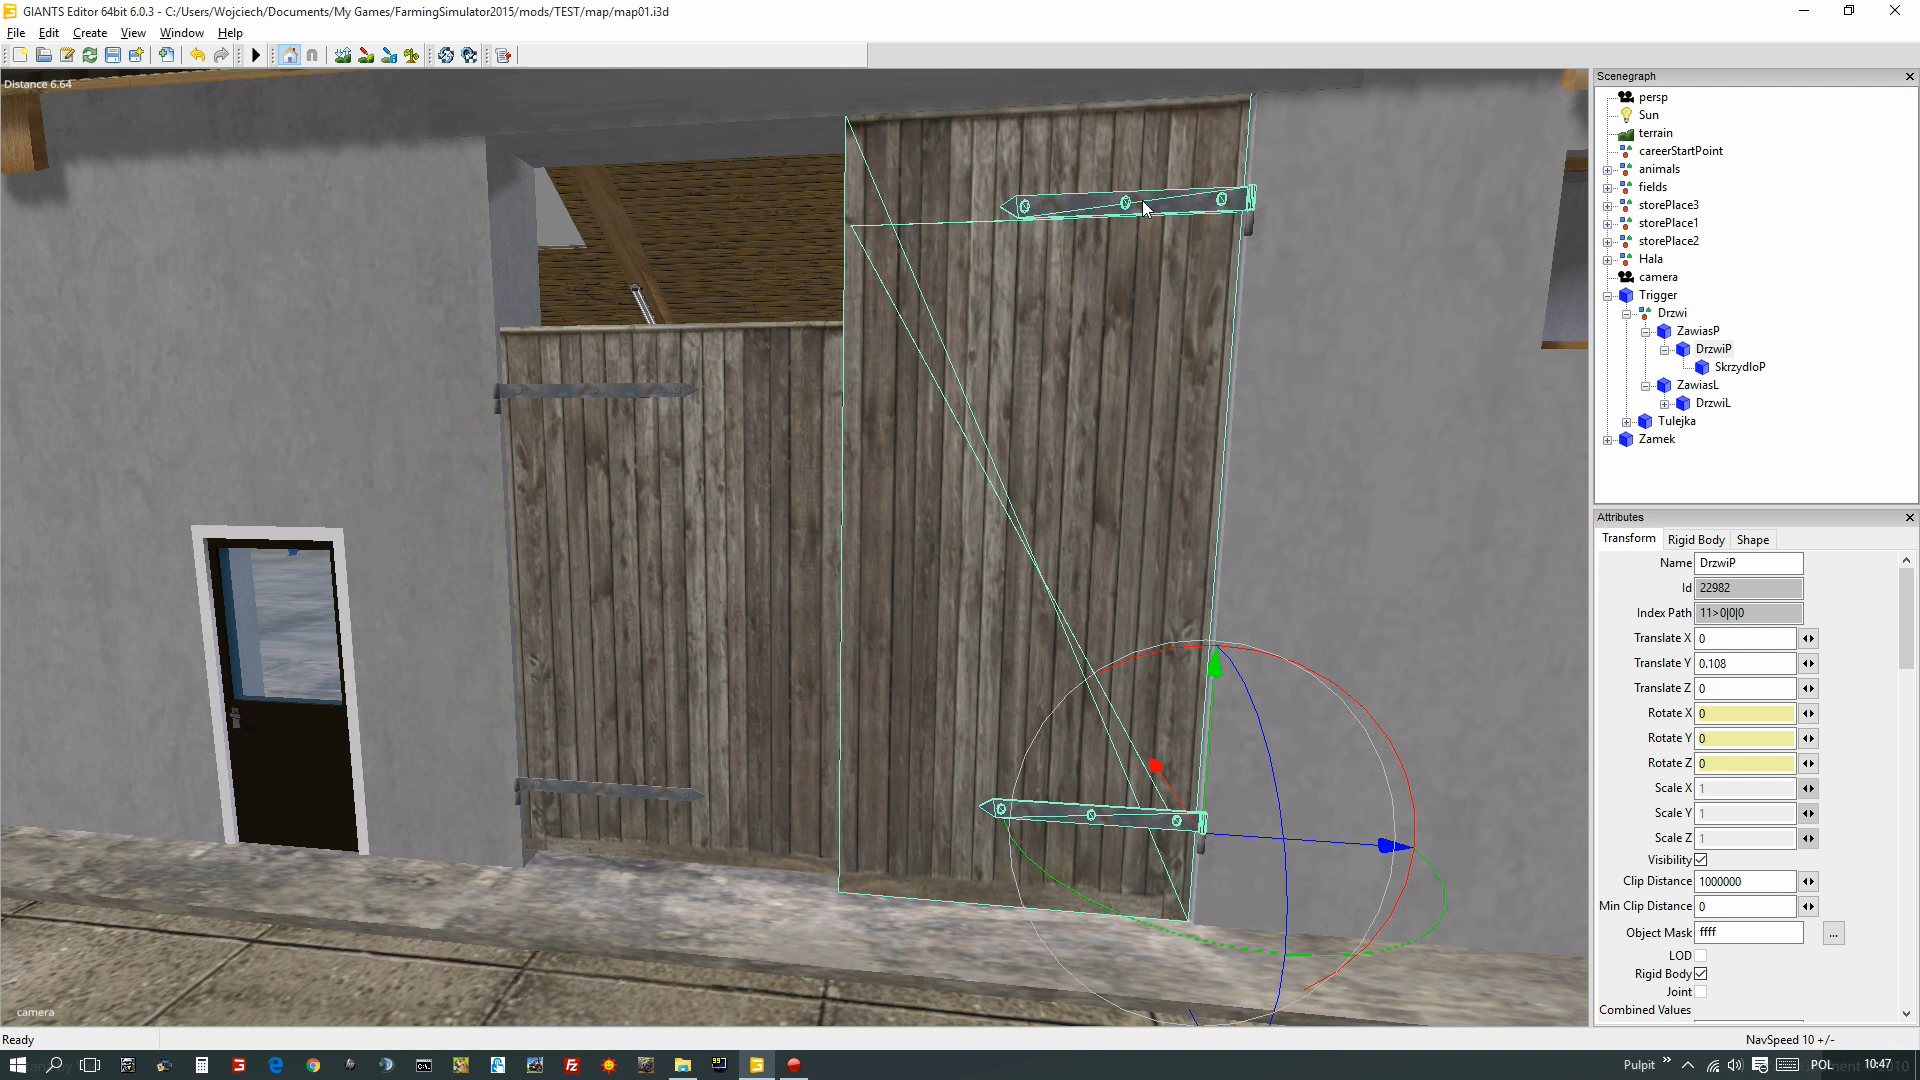 GIANTS Editor 64bit 6.0.3 - C:/Users/Wojciech/Documents/My Games/FarmingSimulator2015/mods/TEST/map/map01.i3d
File Edit Create View Window Help
Distance 6.64
camera
Scenegraph
persp
Sun
terrain
careerStartPoint
animals
fields
storePlace3
storePlace1
storePlace2
Hala
camera
Trigger
Drzwi
ZawiasP
DrzwiP
SkrzydloP
ZawiasL
DrzwiL
Tulejka
Zamek
Attributes
Transform Rigid Body Shape
Name DrzwiP
Id 22982
Index Path 11>0|0|0
Translate X 0
Translate Y 0.108
Translate Z 0
Rotate X 0
Rotate Y 0
Rotate Z 0
Scale X 1
Scale Y 1
Scale Z 1
Visibility
Clip Distance 1000000
Min Clip Distance 0
Object Mask ffff ...
LOD
Rigid Body
Joint
Combined Values
Ready
NavSpeed 10 +/-
Pulpit POL 10:47